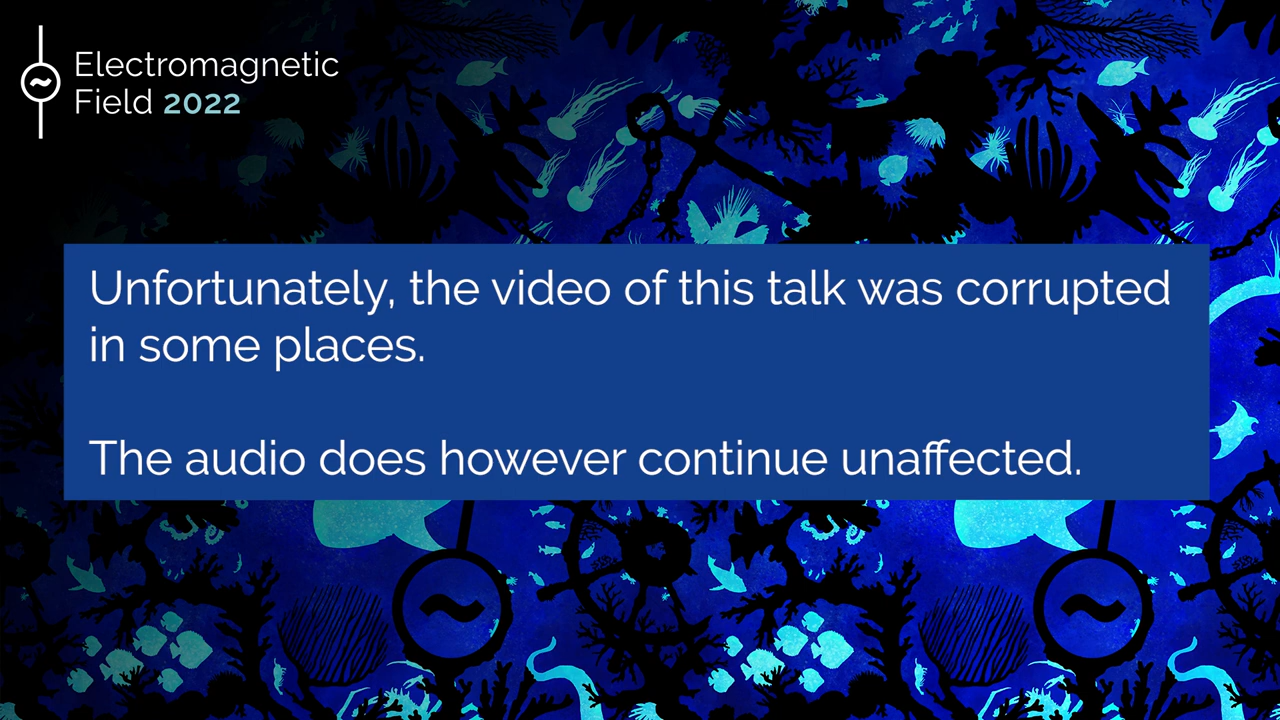 Electromagnetic
Field 2022
Unfortunately, the video of this talk was corrupted
in some places.
The audio does however continue unaffected.